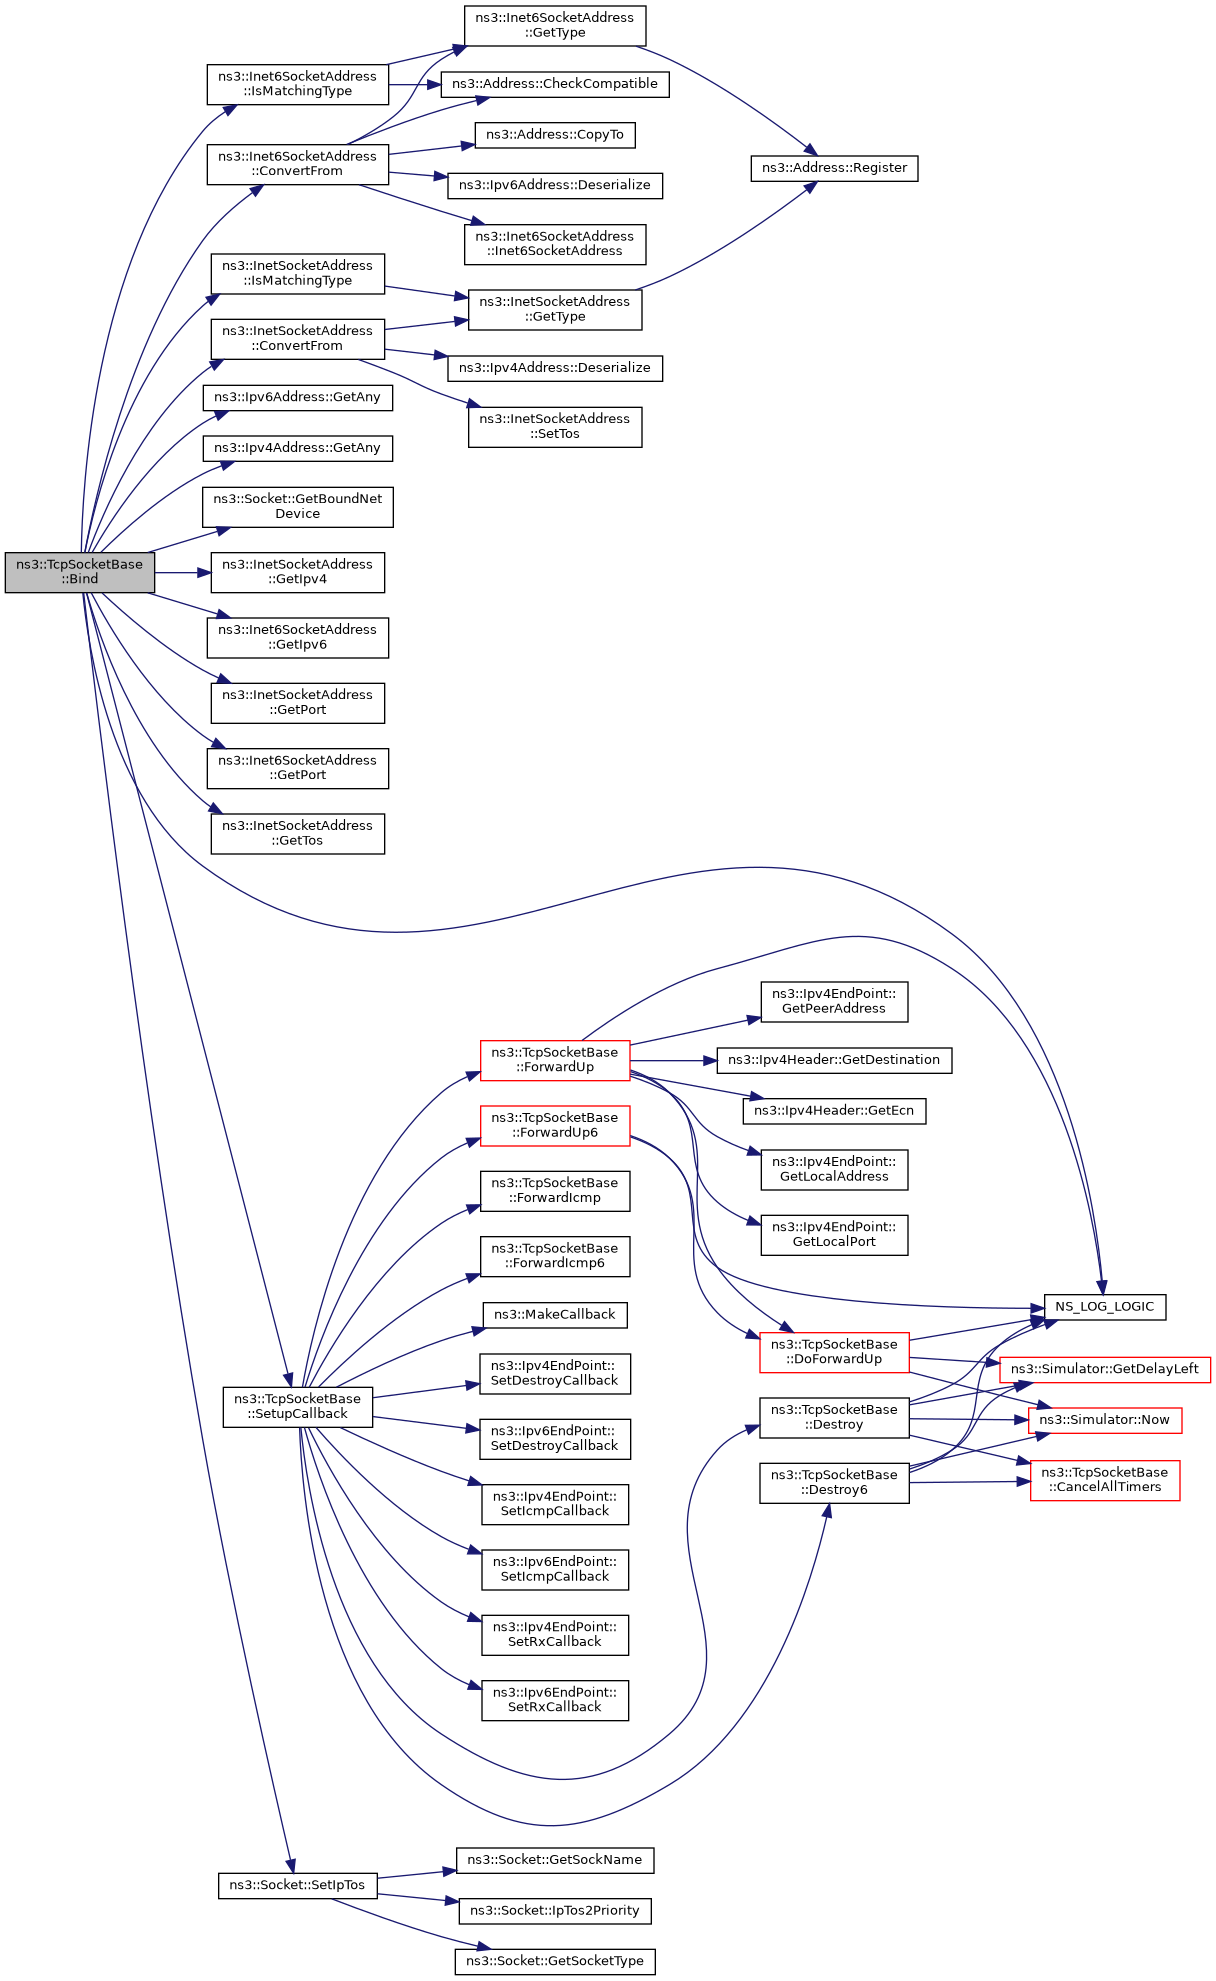 ns3::Inet6SocketAddress
::GetType
ns3::Inet6SocketAddress
::IsMatchingType
ns3::Address::CheckCompatible
ns3::Address::CopyTo
ns3::Inet6SocketAddress
::ConvertFrom
ns3::Address::Register
ns3::Ipv6Address::Deserialize
ns3::Inet6SocketAddress
::Inet6SocketAddress
ns3::InetSocketAddress
::IsMatchingType
ns3::InetSocketAddress
::GetType
ns3::InetSocketAddress
::ConvertFrom
ns3::Ipv4Address::Deserialize
ns3::Ipv6Address::GetAny
ns3::InetSocketAddress
::SetTos
ns3::Ipv4Address::GetAny
ns3::Socket::GetBoundNet
Device
ns3::TcpSocketBase
::Bind
ns3::InetSocketAddress
::GetIpv4
ns3::Inet6SocketAddress
::GetIpv6
ns3::InetSocketAddress
::GetPort
ns3::Inet6SocketAddress
::GetPort
ns3::InetSocketAddress
::GetTos
ns3::Ipv4EndPoint::
GetPeerAddress
ns3::TcpSocketBase
::ForwardUp
ns3::Ipv4Header::GetDestination
ns3::Ipv4Header::GetEcn
ns3::TcpSocketBase
::ForwardUp6
ns3::Ipv4EndPoint::
GetLocalAddress
ns3::TcpSocketBase
::ForwardIcmp
ns3::Ipv4EndPoint::
GetLocalPort
ns3::TcpSocketBase
::ForwardIcmp6
NS_LOG_LOGIC
ns3::MakeCallback
ns3::TcpSocketBase
::DoForwardUp
ns3::Ipv4EndPoint::
SetDestroyCallback
ns3::Simulator::GetDelayLeft
ns3::TcpSocketBase
::SetupCallback
ns3::TcpSocketBase
::Destroy
ns3::Simulator::Now
ns3::Ipv6EndPoint::
SetDestroyCallback
ns3::TcpSocketBase
::Destroy6
ns3::TcpSocketBase
::CancelAllTimers
ns3::Ipv4EndPoint::
SetIcmpCallback
ns3::Ipv6EndPoint::
SetIcmpCallback
ns3::Ipv4EndPoint::
SetRxCallback
ns3::Ipv6EndPoint::
SetRxCallback
ns3::Socket::GetSockName
ns3::Socket::SetIpTos
ns3::Socket::IpTos2Priority
ns3::Socket::GetSocketType